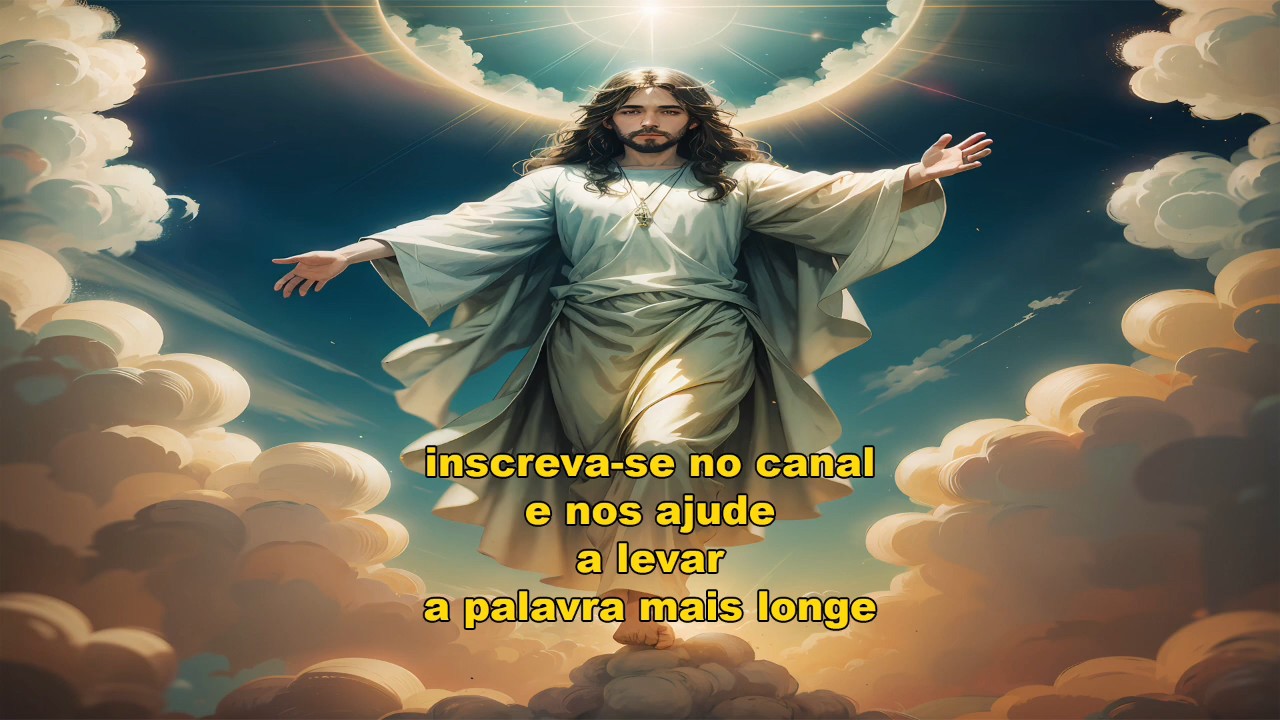 inscreva-se no canal
e nos ajude
a levar
a palavra mais longe